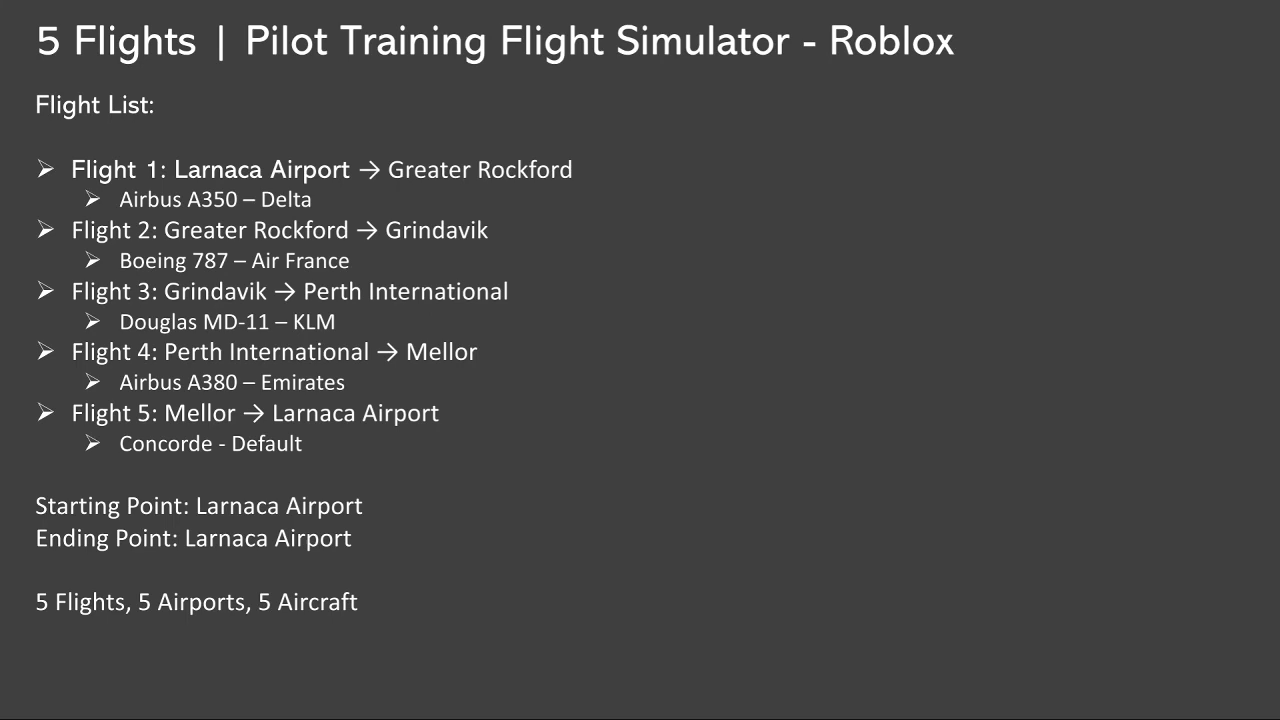 5 Flights | Pilot Training Flight Simulator - Roblox
Flight List:
➢ Flight 1: Larnaca Airport → Greater Rockford
➢ Airbus A350 – Delta
➢ Flight 2: Greater Rockford → Grindavik
➢ Boeing 787 – Air France
➢ Flight 3: Grindavik → Perth International
➢ Douglas MD-11 – KLM
➢ Flight 4: Perth International → Mellor
➢ Airbus A380 – Emirates
➢ Flight 5: Mellor → Larnaca Airport
➢ Concorde - Default
Starting Point: Larnaca Airport
Ending Point: Larnaca Airport
5 Flights, 5 Airports, 5 Aircraft